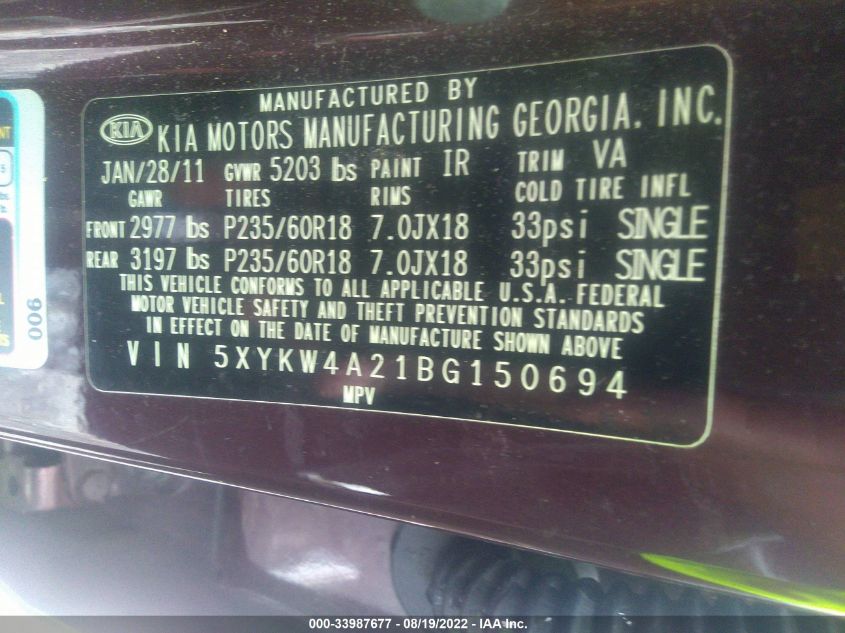 MANUFACTURED BY
KIA KIA MOTORS MANUFACTURING GEORGIA. INC.
JAN/28/11 GVWR 5203 lbs PAINT IR TRIM VA
GAWR TIRES RIMS COLD TIRE INFL
FRONT 2977 lbs P235/60R18 7.0JX18 33psi SINGLE
REAR 3197 lbs P235/60R18 7.0JX18 33psi SINGLE
THIS VEHICLE CONFORMS TO ALL APPLICABLE U.S.A. FEDERAL
MOTOR VEHICLE SAFETY AND THEFT PREVENTION STANDARDS
IN EFFECT ON THE DATE OF MANUFACTURE SHOWN ABOVE
VIN 5XYKW4A21BG150694
MPV
006
000-33987677 - 08/19/2022 - IAA Inc.